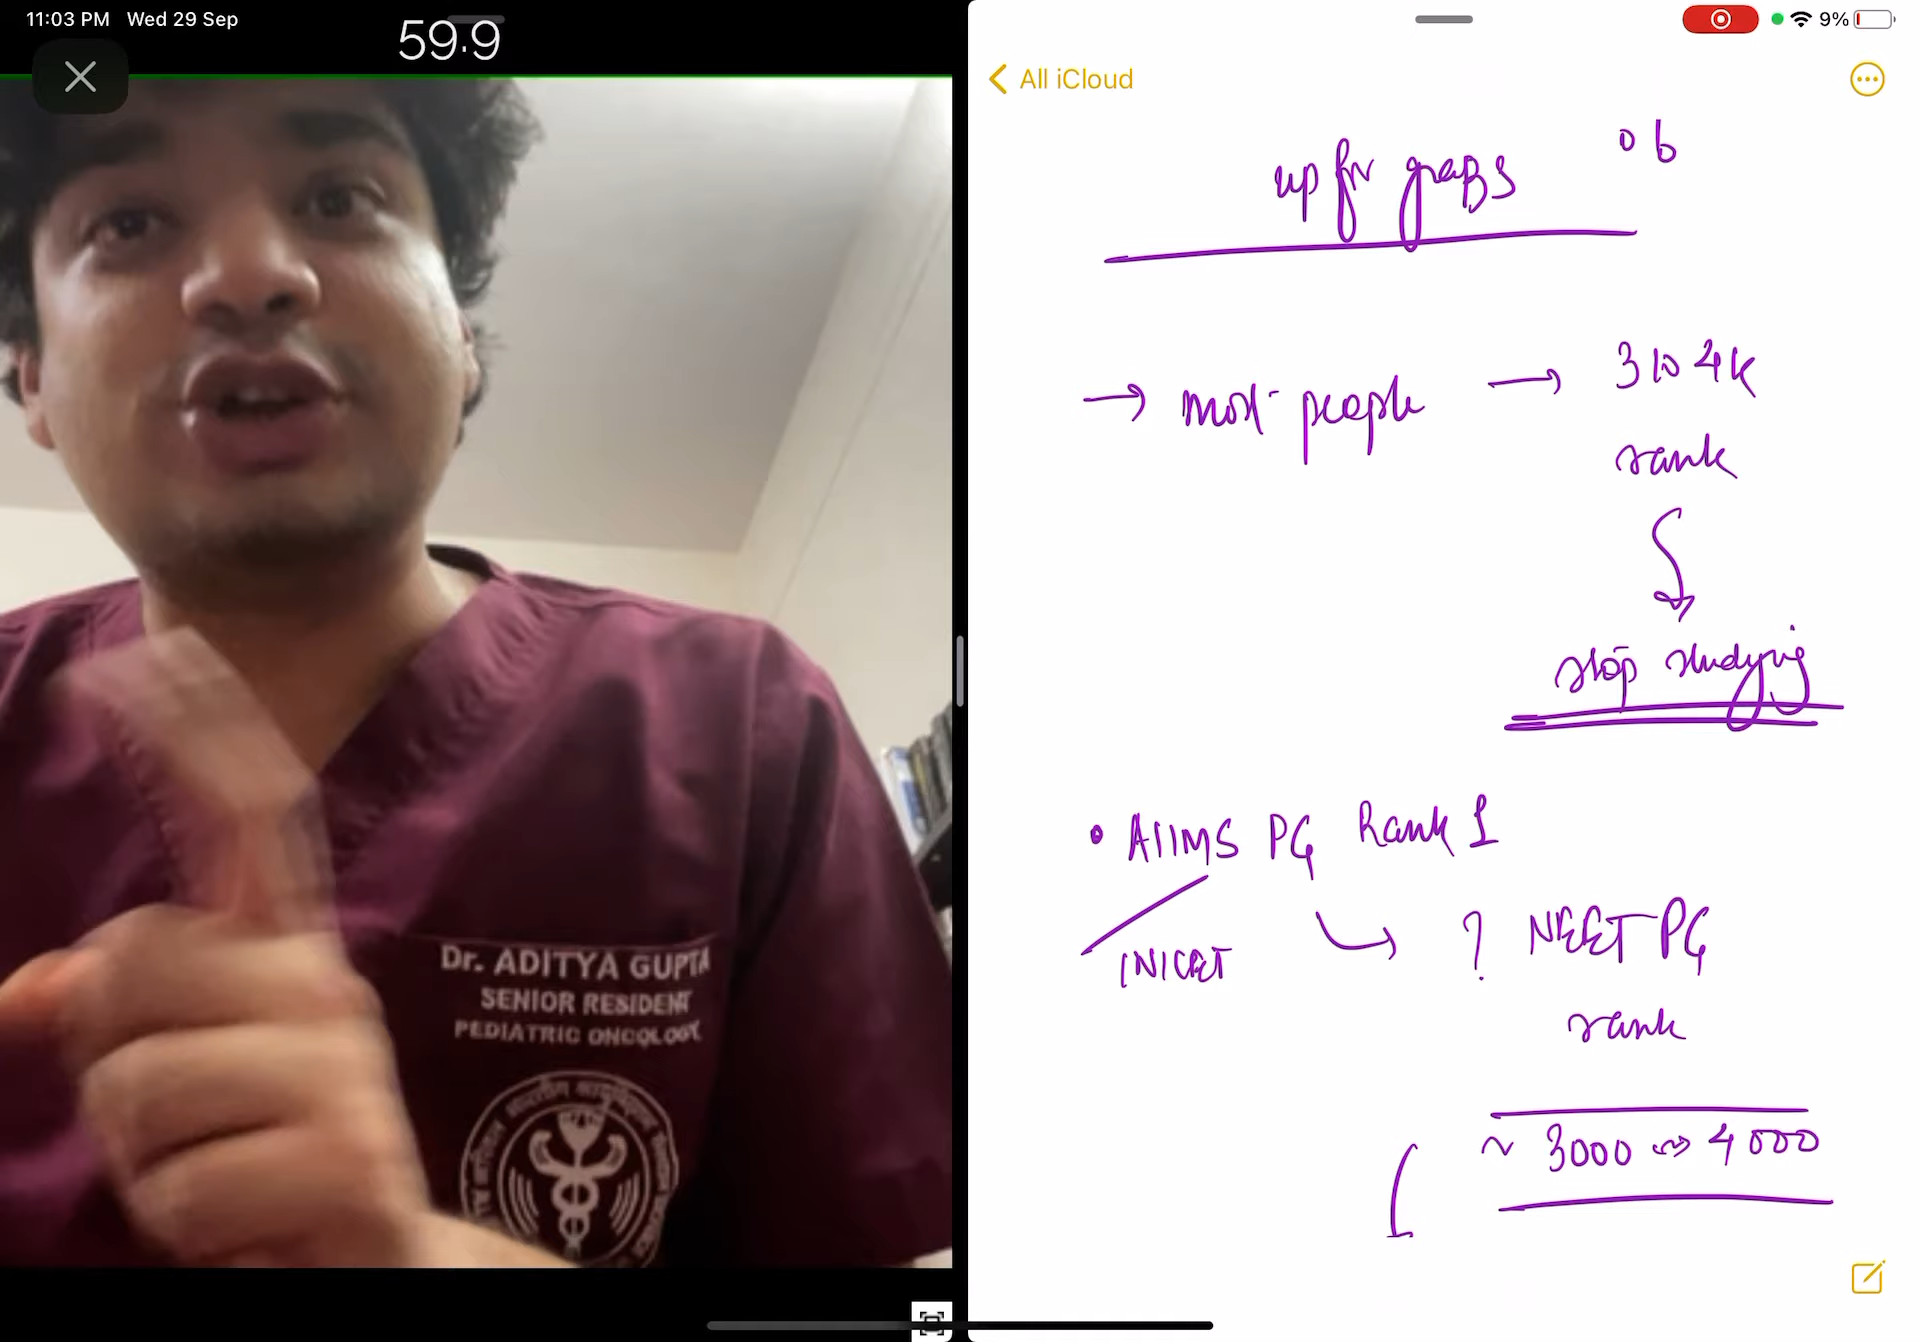 11:03 PM Wed 29 Sep
59.9
9%
All iCloud
up for graBs
→ most people → 3 to 4k
rank
stop studying
• AIIMS PG Rank 1
INICET
? NEET PG
rank
~ 3000 ↔ 4000
Dr. ADITYA GUPTA
SENIOR RESIDENT
PEDIATRIC ONCOLOGY